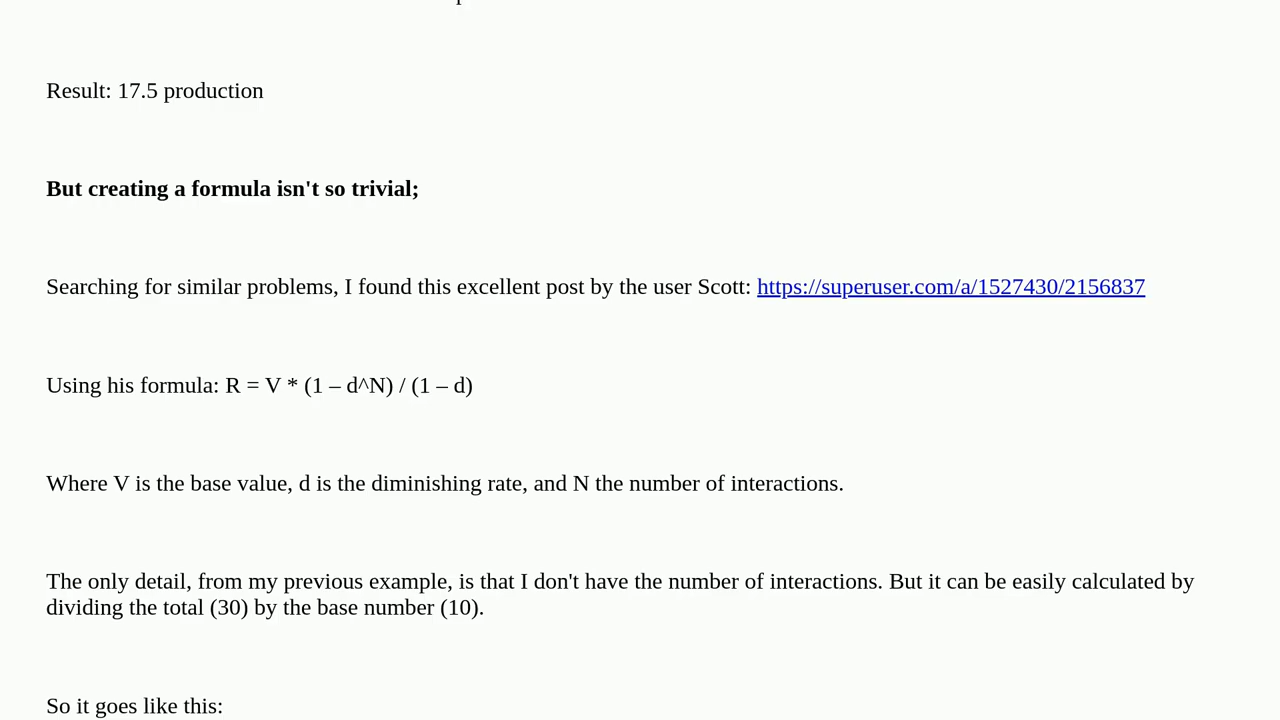 Result: 17.5 production
But creating a formula isn't so trivial;
Searching for similar problems, I found this excellent post by the user Scott: https://superuser.com/a/1527430/2156837
Using his formula: R = V * (1 – d^N) / (1 – d)
Where V is the base value, d is the diminishing rate, and N the number of interactions.
The only detail, from my previous example, is that I don't have the number of interactions. But it can be easily calculated by
dividing the total (30) by the base number (10).
So it goes like this: